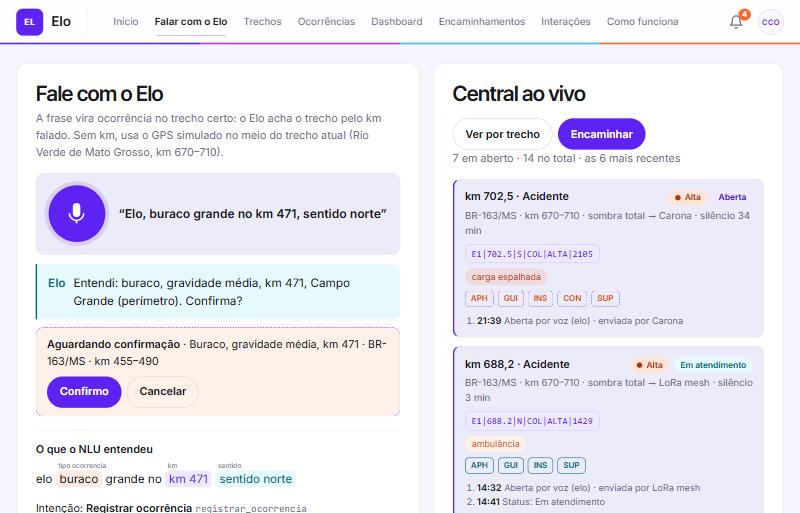 EL Elo Início Falar com o Elo Trechos Ocorrências Dashboard Encaminhamentos Interações Como funciona 4 CCO
Fale com o Elo
A frase vira ocorrência no trecho certo: o Elo acha o trecho pelo km
falado. Sem km, usa o GPS simulado no meio do trecho atual (Rio
Verde de Mato Grosso, km 670–710).
“Elo, buraco grande no km 471, sentido norte”
Elo Entendi: buraco, gravidade média, km 471, Campo
Grande (perímetro). Confirma?
Aguardando confirmação · Buraco, gravidade média, km 471 · BR-
163/MS · km 455–490
Confirmo Cancelar
O que o NLU entendeu
tipo ocorrencia km sentido
elo buraco grande no km 471 sentido norte
Intenção: Registrar ocorrência registrar_ocorrencia
Central ao vivo
Ver por trecho Encaminhar
7 em aberto · 14 no total · as 6 mais recentes
km 702,5 · Acidente Alta Aberta
BR-163/MS · km 670–710 · sombra total → Carona · silêncio 34
min
E1|702.5|S|COL|ALTA|2105
carga espalhada
APH GUI INS CON SUP
1. 21:39 Aberta por voz (elo) · enviada por Carona
km 688,2 · Acidente Alta Em atendimento
BR-163/MS · km 670–710 · sombra total → LoRa mesh · silêncio
3 min
E1|688.2|N|COL|ALTA|1429
ambulância
APH GUI INS SUP
1. 14:32 Aberta por voz (elo) · enviada por LoRa mesh
2. 14:41 Status: Em atendimento